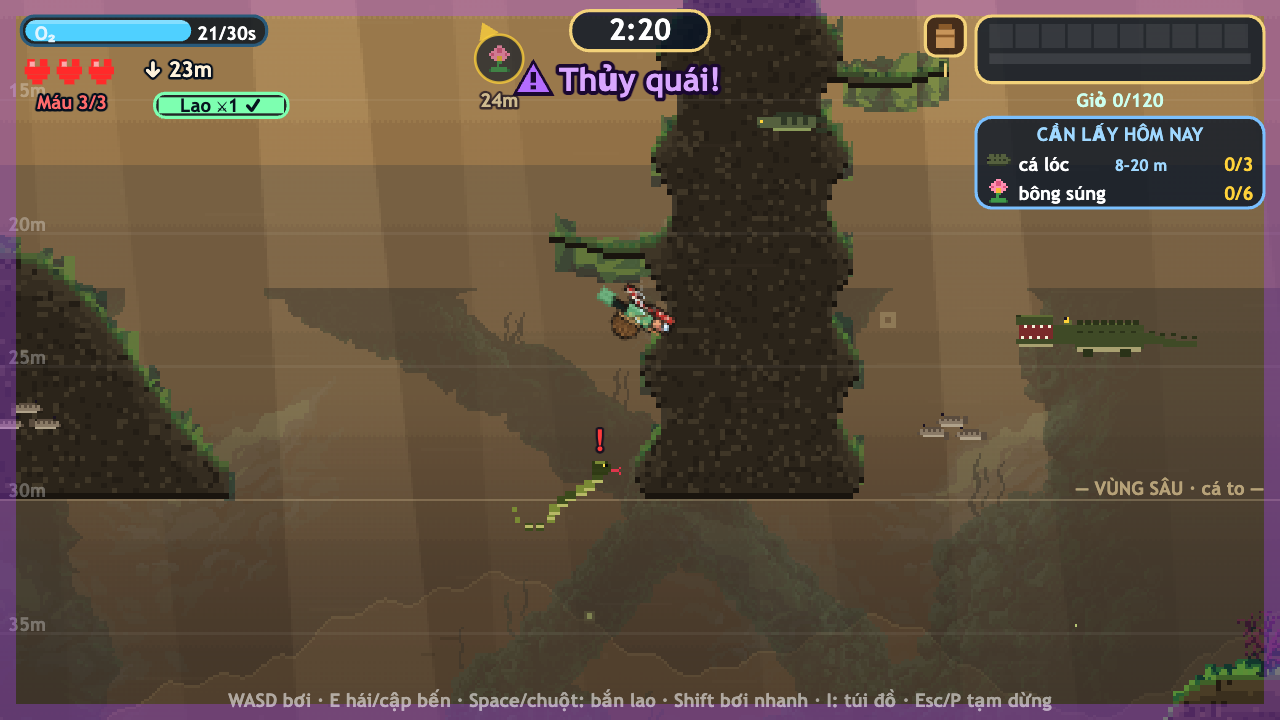 O₂ 21/30s
Máu 3/3
↓ 23m
Lao ×1 ✓
24m
2:20
! Thủy quái!
Giỏ 0/120
CẦN LẤY HÔM NAY
cá lóc 8-20 m 0/3
bông súng 0/6
15m
20m
25m
!
30m
— VÙNG SÂU · cá to —
35m
WASD bơi · E hái/cập bến · Space/chuột: bắn lao · Shift bơi nhanh · I: túi đồ · Esc/P tạm dừng